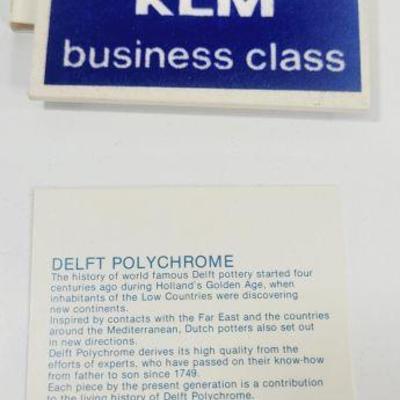 KLM
business class
DELFT POLYCHROME
The history of world famous Delft pottery started four
centuries ago during Holland's Golden Age, when
inhabitants of the Low Countries were discovering
new continents.
Inspired by contacts with the Far East and the countries
around the Mediterranean, Dutch potters also set out
in new directions.
Delft Polychrome derives its high quality from the
efforts of experts, who have passed on their know-how
from father to son since 1749.
Each piece by the present generation is a contribution
to the living history of Delft Polychrome.